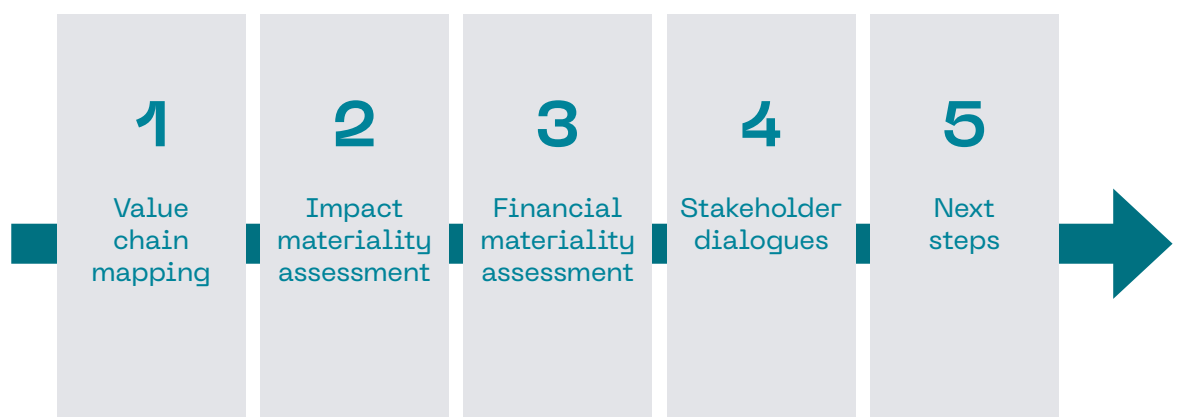 1
Value
chain
mapping
2
Impact
materiality
assessment
3
Financial
materiality
assessment
4
Stakeholder
dialogues
5
Next
steps